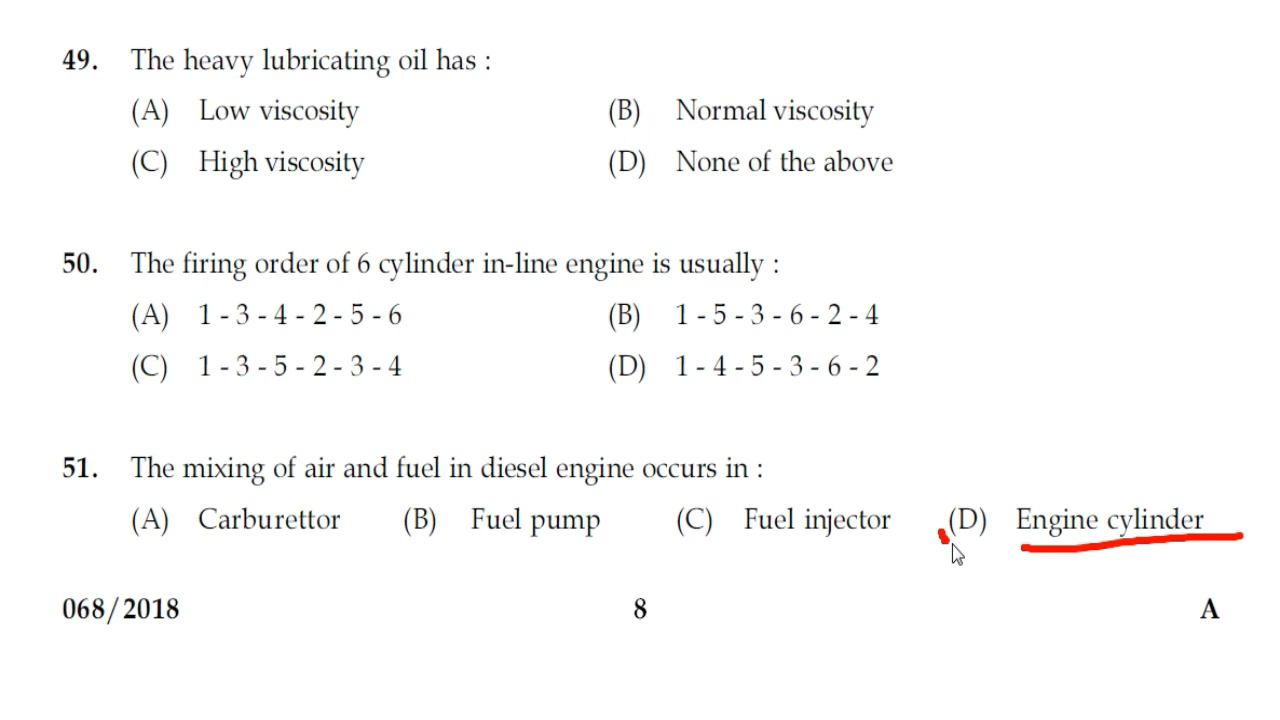 49. The heavy lubricating oil has :
(A) Low viscosity (B) Normal viscosity
(C) High viscosity (D) None of the above
50. The firing order of 6 cylinder in-line engine is usually :
(A) 1 - 3 - 4 - 2 - 5 - 6 (B) 1 - 5 - 3 - 6 - 2 - 4
(C) 1 - 3 - 5 - 2 - 3 - 4 (D) 1 - 4 - 5 - 3 - 6 - 2
51. The mixing of air and fuel in diesel engine occurs in :
(A) Carburettor (B) Fuel pump (C) Fuel injector (D) Engine cylinder
068/2018 8 A